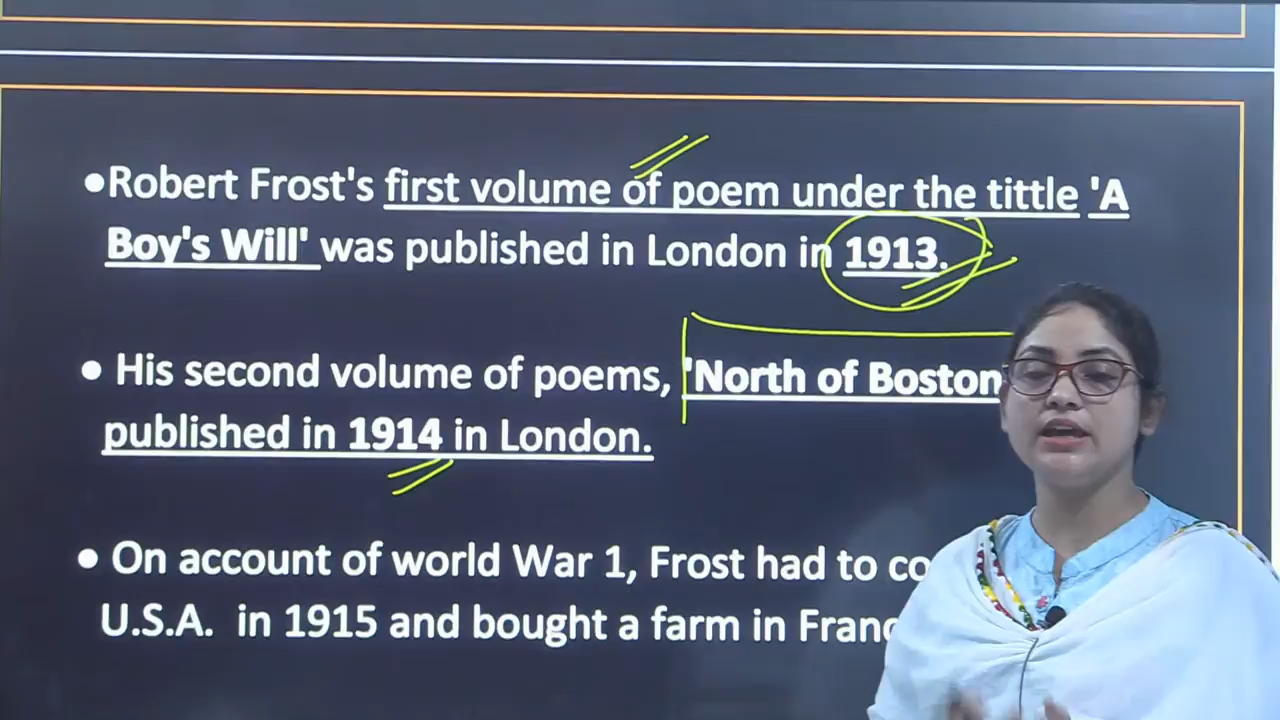 ●Robert Frost's first volume of poem under the tittle 'A
Boy's Will' was published in London in 1913.
● His second volume of poems, 'North of Boston
published in 1914 in London.
● On account of world War 1, Frost had to
U.S.A. in 1915 and bought a farm in